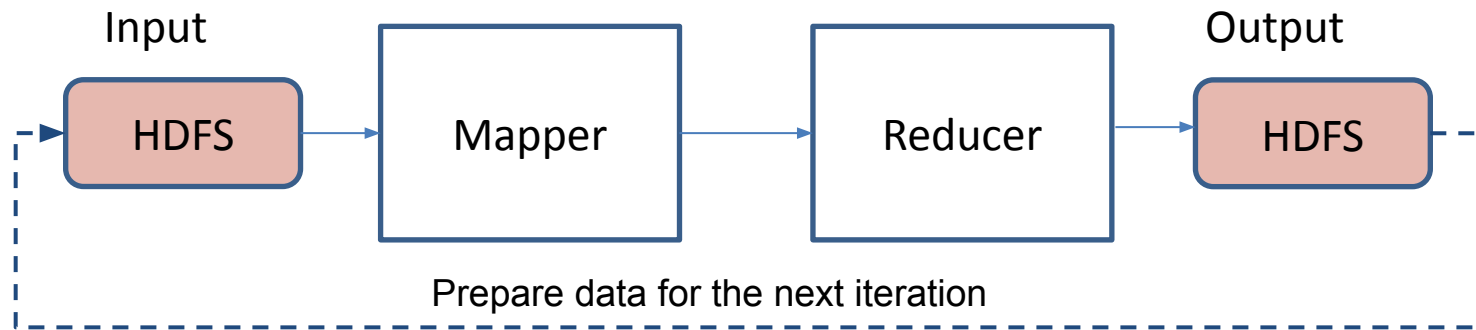 Input
Output
HDFS
Mapper
Reducer
HDFS
Prepare data for the next iteration